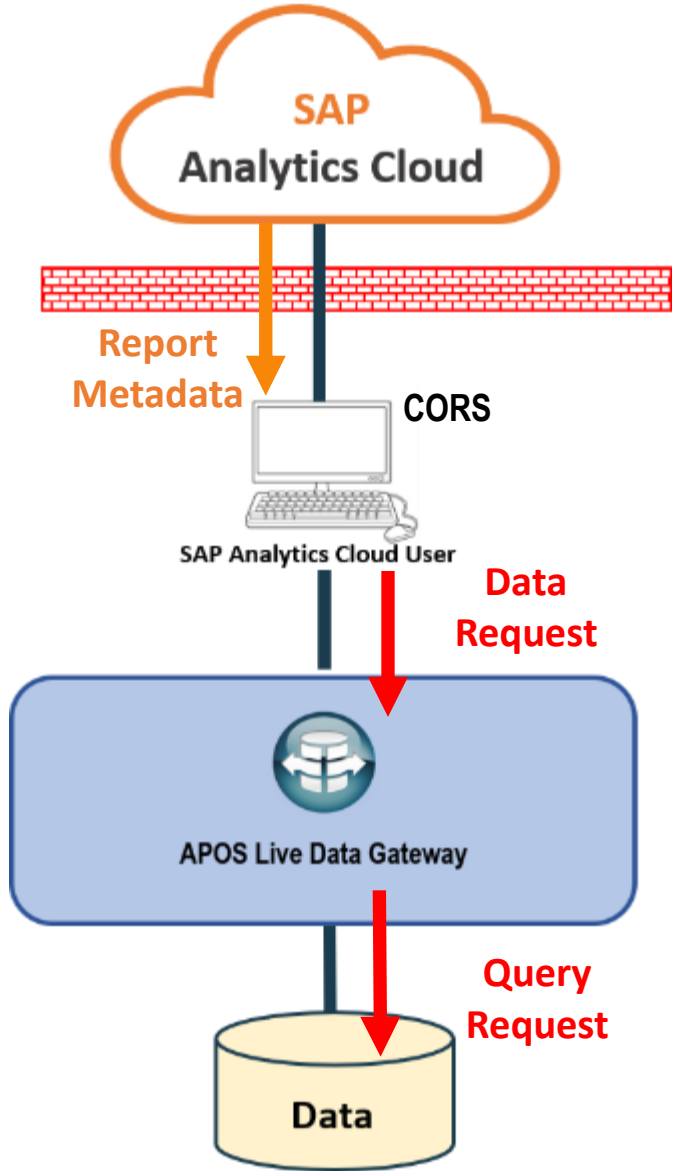 SAP
Analytics Cloud
Report
Metadata
CORS
SAP Analytics Cloud User
Data
Request
APOS Live Data Gateway
Query
Request
Data